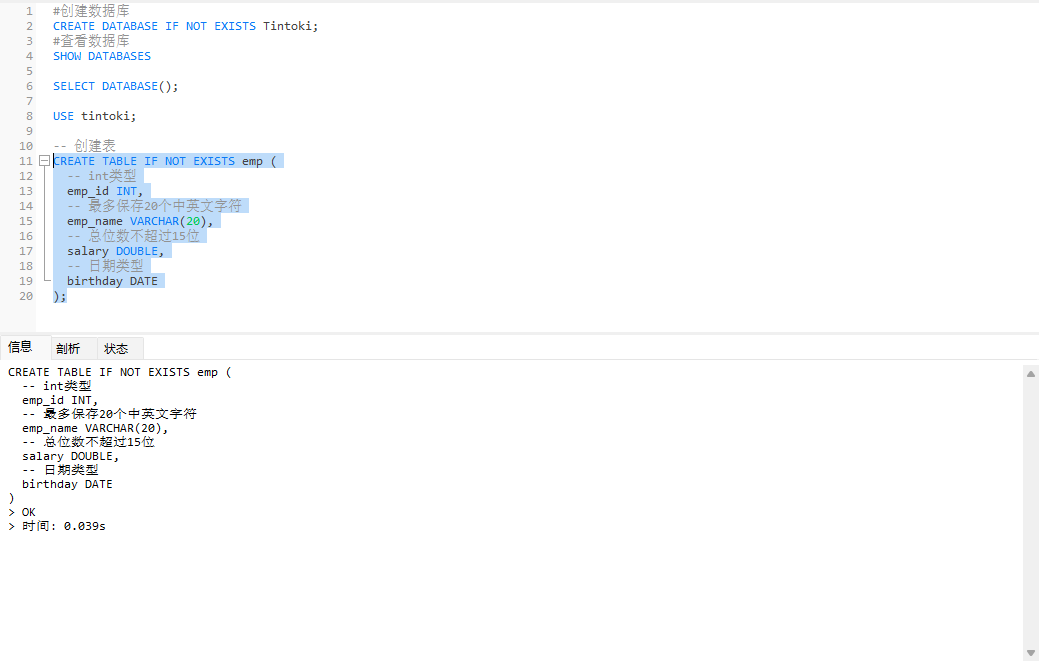 1 #创建数据库
2 CREATE DATABASE IF NOT EXISTS Tintoki;
3 #查看数据库
4 SHOW DATABASES
5
6 SELECT DATABASE();
7
8 USE tintoki;
9
10 -- 创建表
11 CREATE TABLE IF NOT EXISTS emp (
12 -- int类型
13 emp_id INT,
14 -- 最多保存20个中英文字符
15 emp_name VARCHAR(20),
16 -- 总位数不超过15位
17 salary DOUBLE,
18 -- 日期类型
19 birthday DATE
20 );
信息 剖析 状态
CREATE TABLE IF NOT EXISTS emp (
-- int类型
emp_id INT,
-- 最多保存20个中英文字符
emp_name VARCHAR(20),
-- 总位数不超过15位
salary DOUBLE,
-- 日期类型
birthday DATE
)
> OK
> 时间: 0.039s